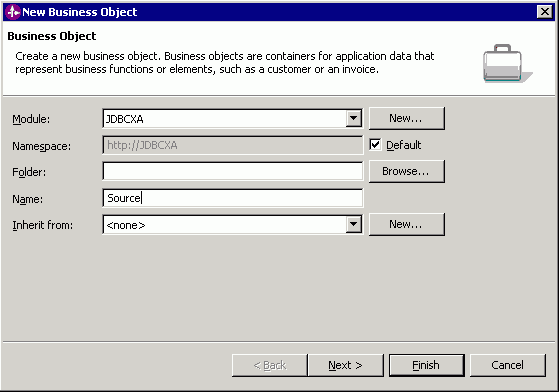 New Business Object
Business Object
Create a new business object. Business objects are containers for application data that
represent business functions or elements, such as a customer or an invoice.
Module: JDBCXA New...
Namespace: http://JDBCXA Default
Folder: Browse...
Name: Source
Inherit from: <none> New...
< Back Next > Finish Cancel